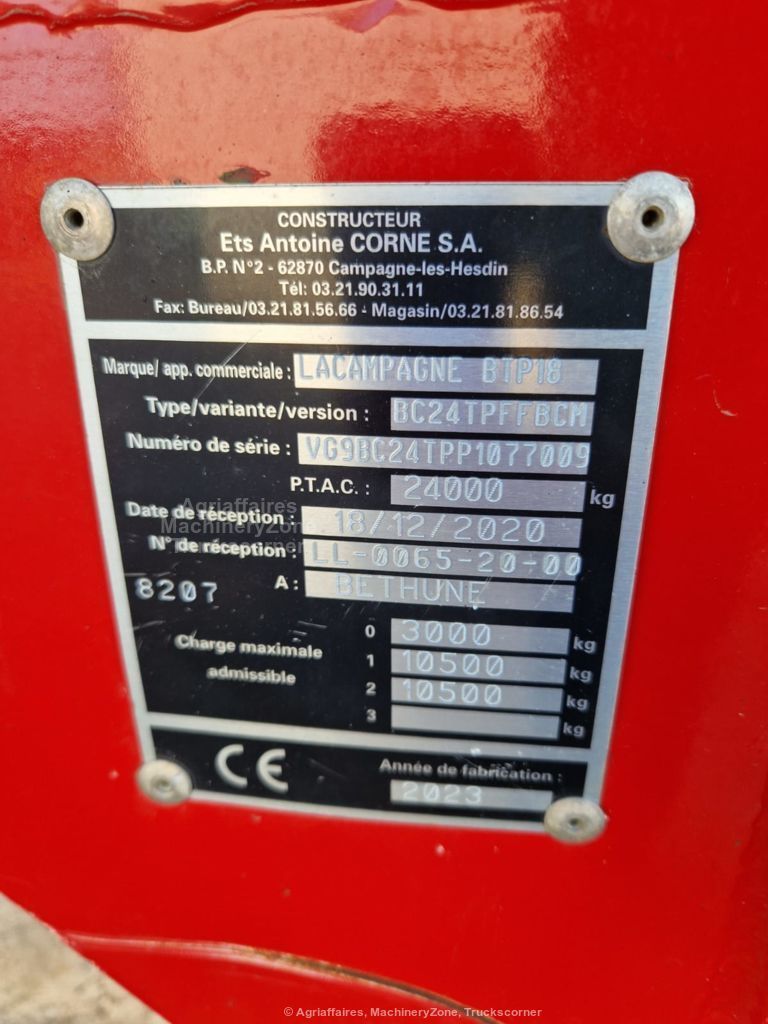 CONSTRUCTEUR
Ets Antoine CORNE S.A.
B.P. N°2 - 62870 Campagne-les-Hesdin
Tél: 03.21.90.31.11
Fax: Bureau/03.21.81.56.66 - Magasin/03.21.81.86.54
Marque/ app. commerciale : LACAMPAGNE BTP18
Type/variante/version : BC24TPFFBCM
Numéro de série : VG9BC24TPP1077009
P.T.A.C. : 24000 kg
Agriaffaires
MachineryZone
Truckscorner
Date de réception : 18/12/2020
N° de réception : LL-0065-20-00
8207 A : BETHUNE
Charge maximale admissible
0 3000 kg
1 10500 kg
2 10500 kg
3 kg
CE
Année de fabrication :
2023
© Agriaffaires, MachineryZone, Truckscorner